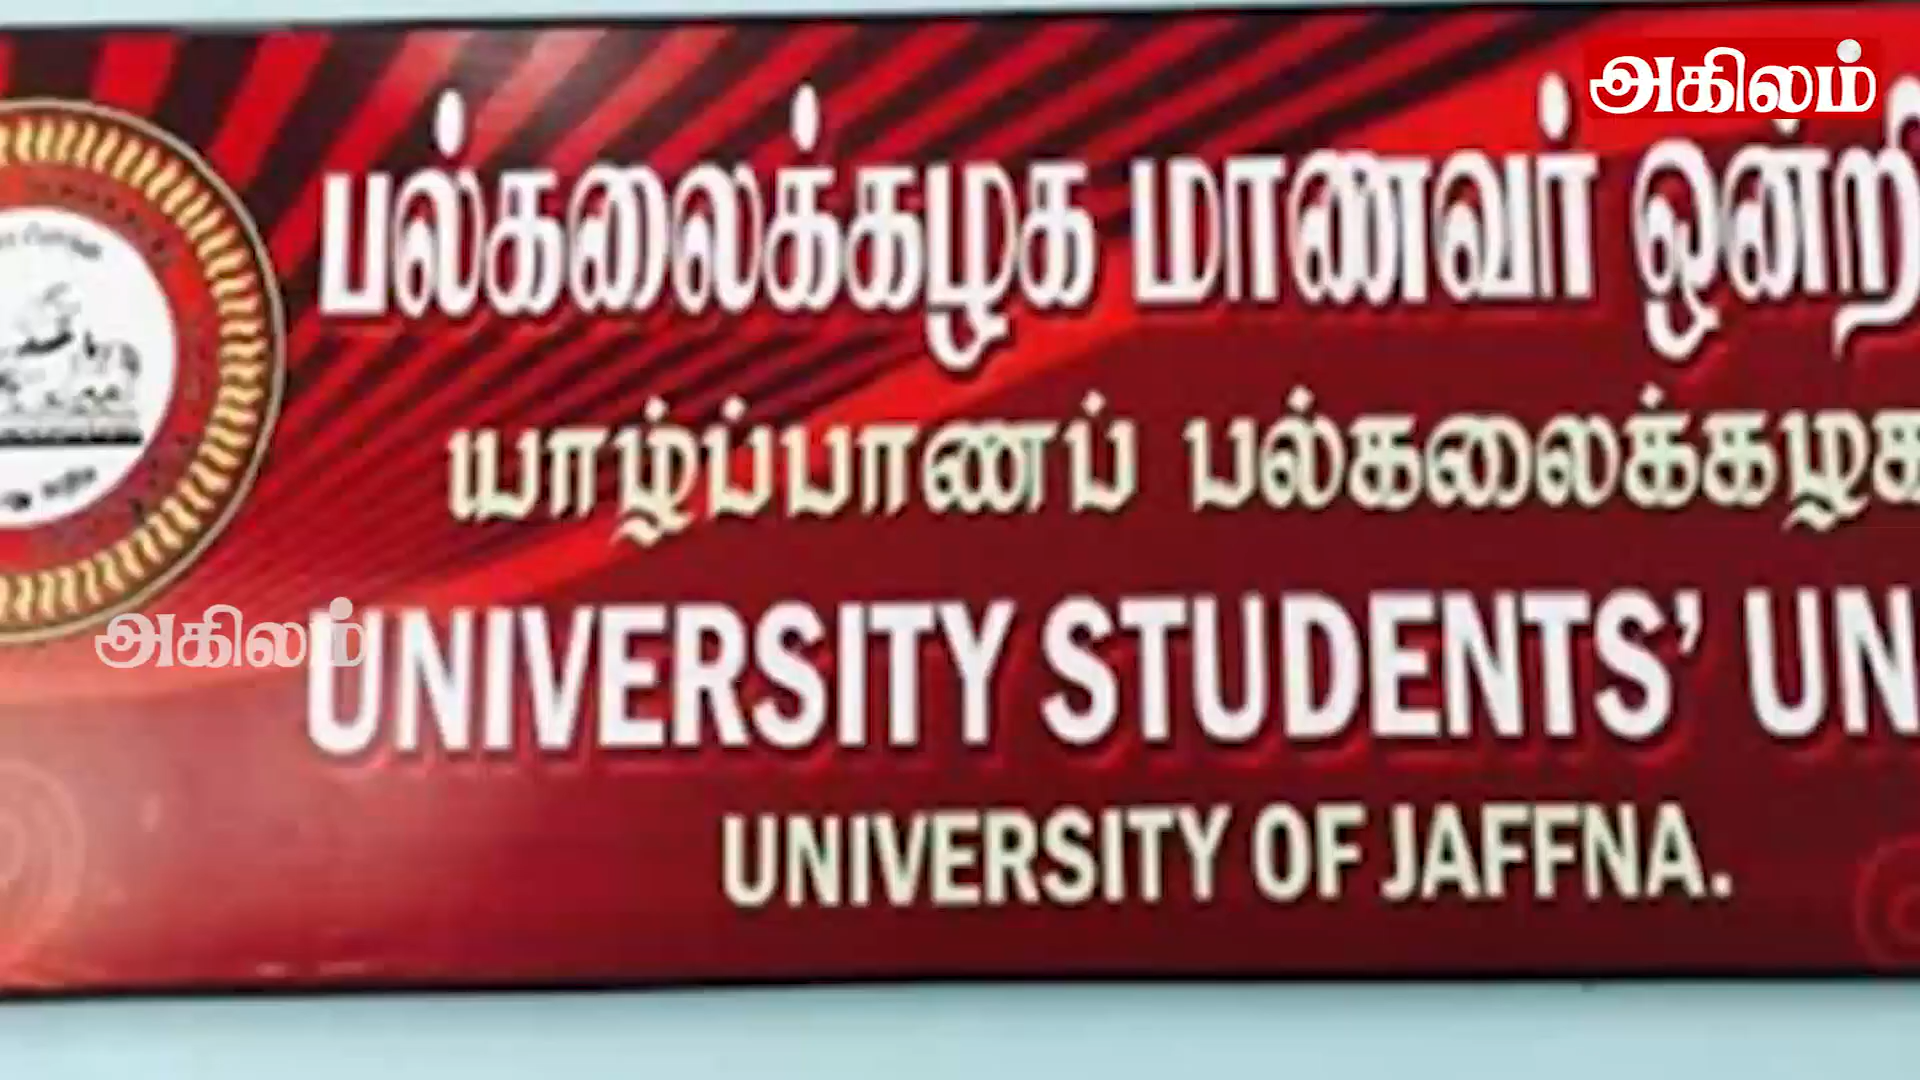 அகிலம்
பல்கலைக்கழக மாணவர் ஒன்றி
யாழ்ப்பாணப் பல்கலைக்கழக
அகிலம்
UNIVERSITY STUDENTS’ UN
UNIVERSITY OF JAFFNA.